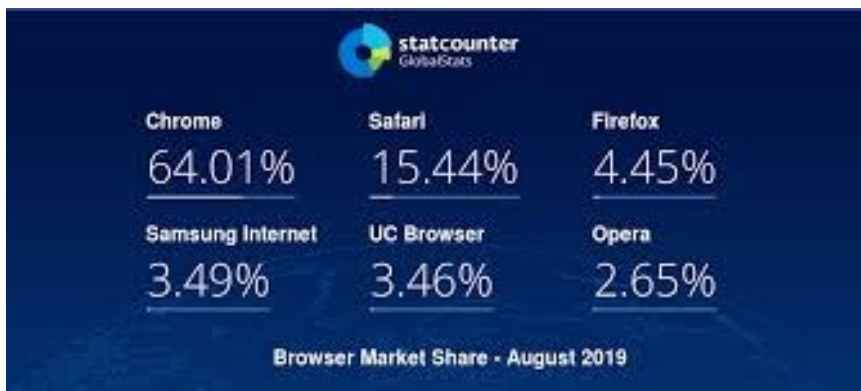 statcounter
GlobalStats
Chrome Safari Firefox
64.01% 15.44% 4.45%
Samsung Internet UC Browser Opera
3.49% 3.46% 2.65%
Browser Market Share - August 2019